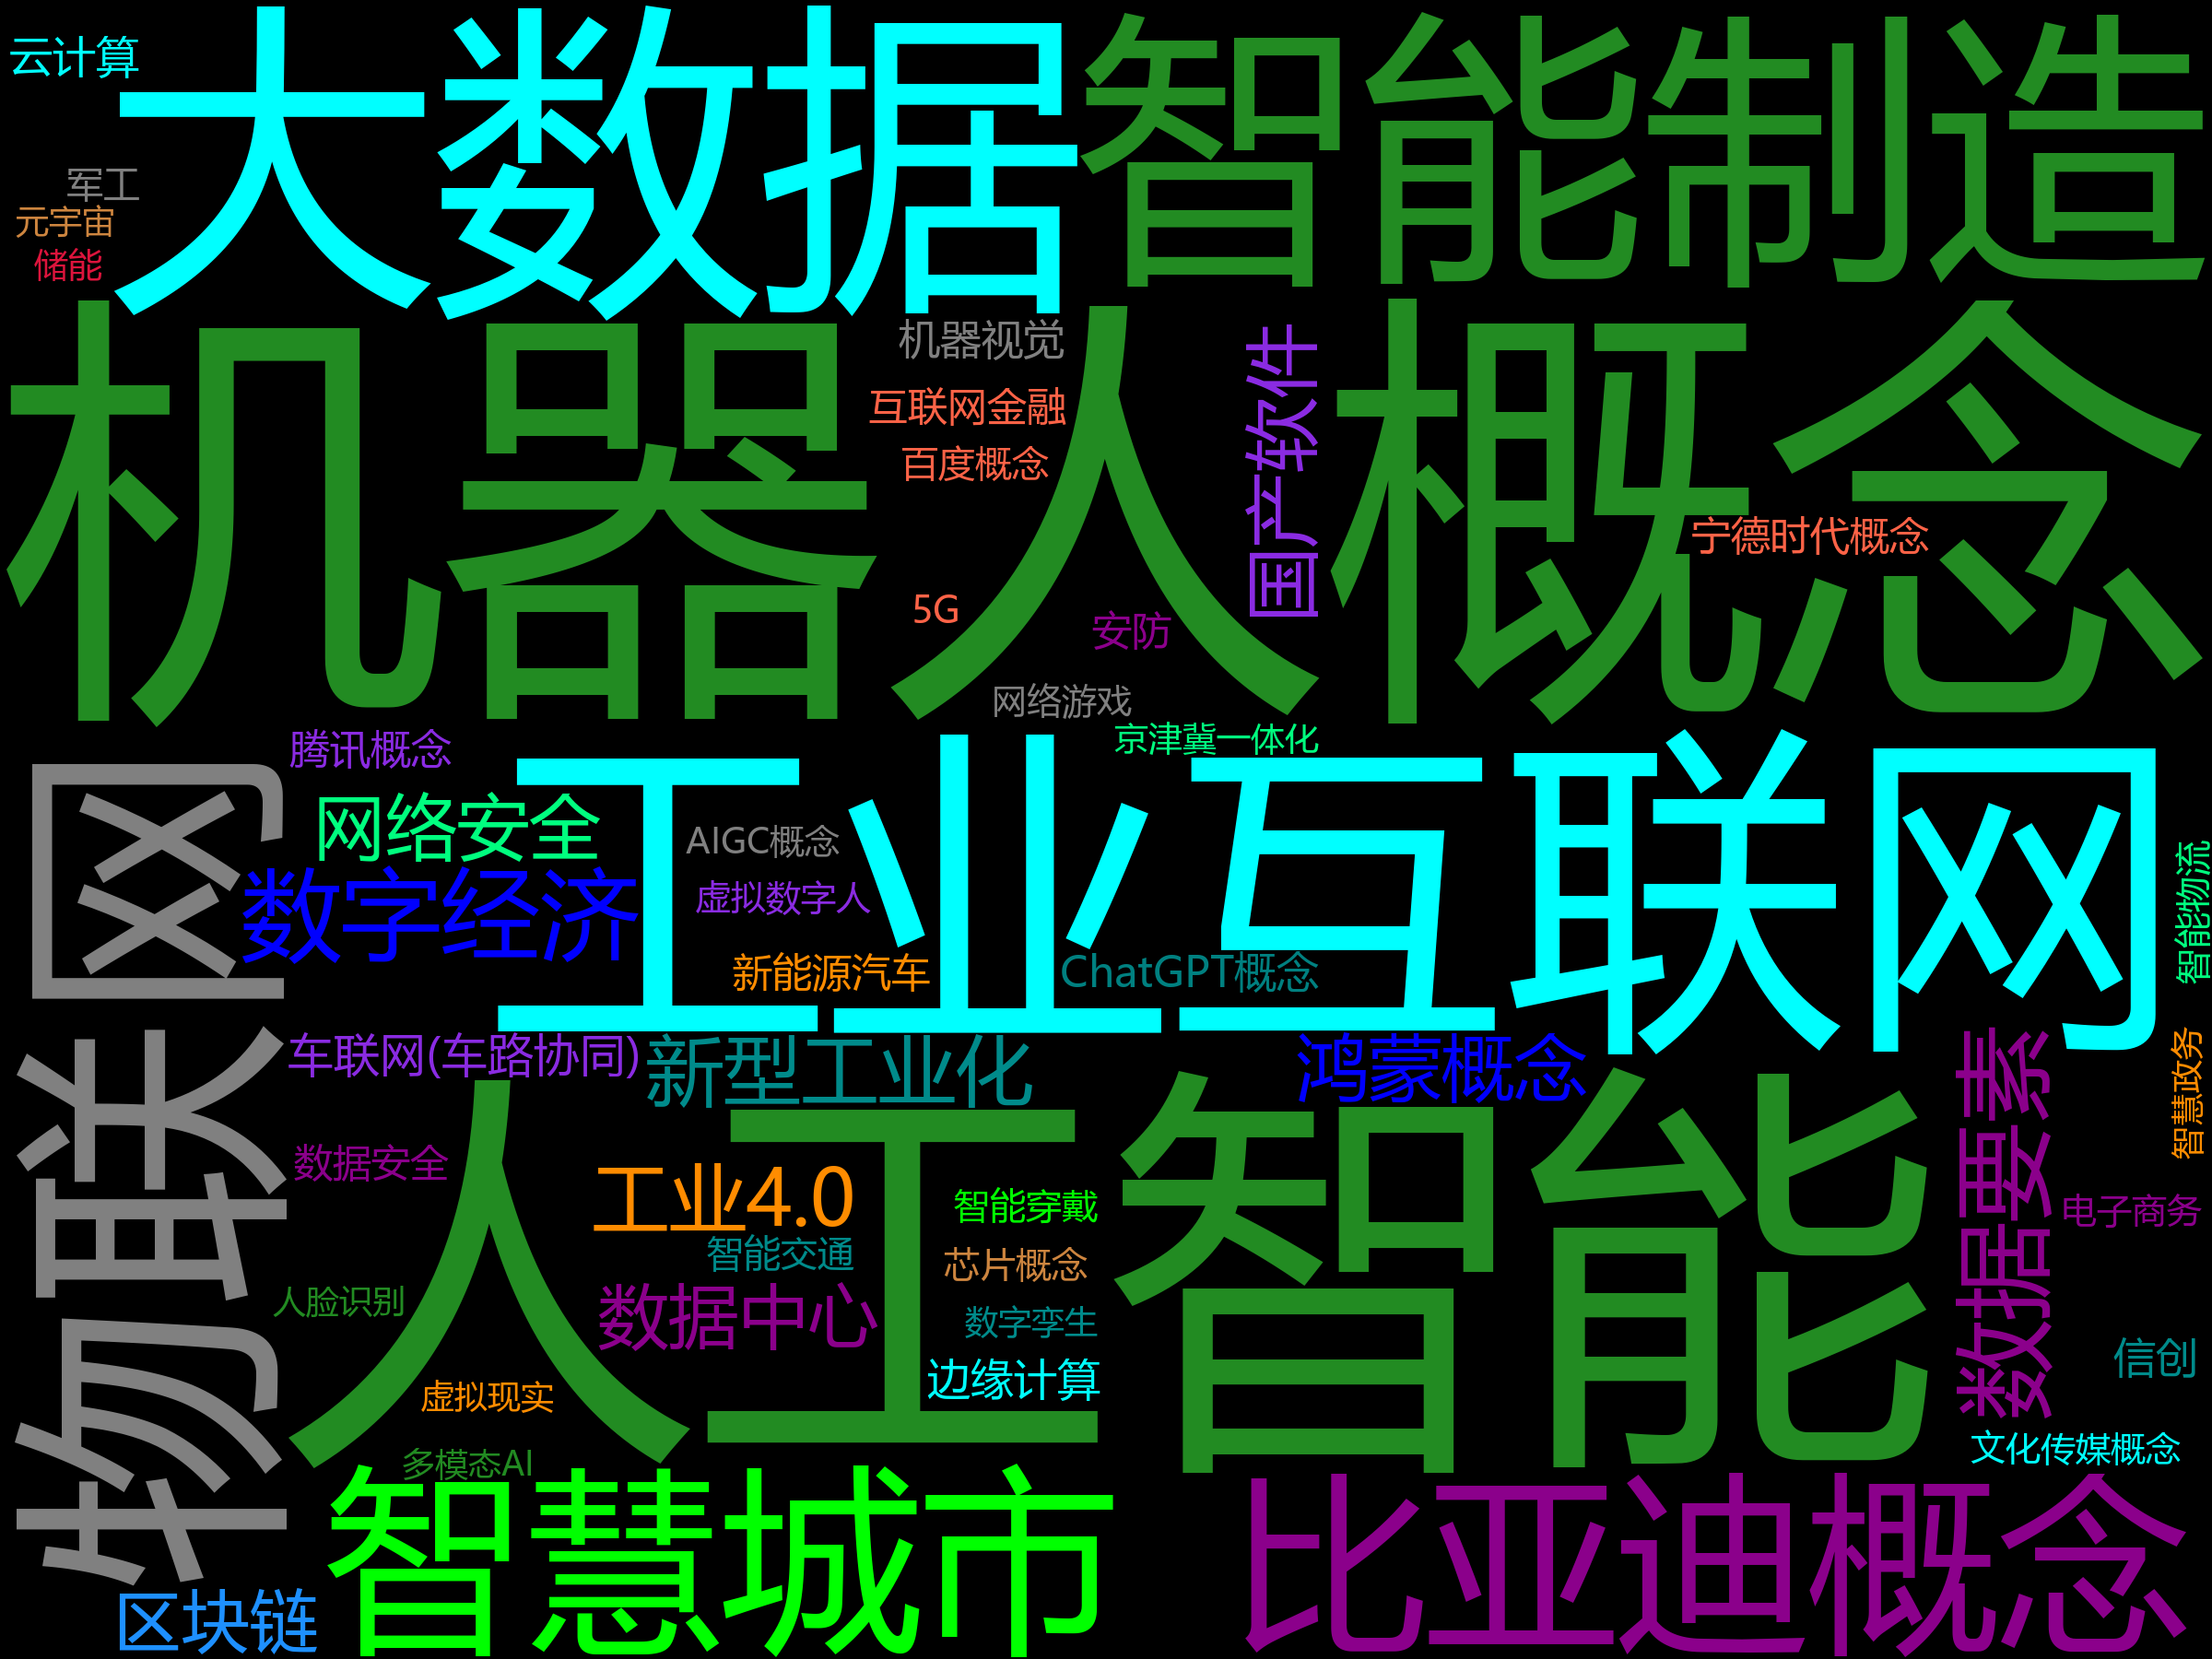 云计算
大数据
智能制造
军工
元宇宙
储能
机器人概念
机器视觉
互联网金融
百度概念
国产软件
宁德时代概念
5G
安防
网络游戏
京津冀一体化
腾讯概念
物联网
网络安全
工业互联网
AIGC概念
虚拟数字人
数字经济
新能源汽车
ChatGPT概念
智能物流
车联网(车路协同)
新型工业化
鸿蒙概念
数据要素
智慧政务
人工智能
数据安全
工业4.0
智能穿戴
电子商务
智能交通
芯片概念
人脸识别
数据中心
数字孪生
边缘计算
信创
虚拟现实
文化传媒概念
多模态AI
智慧城市
比亚迪概念
区块链